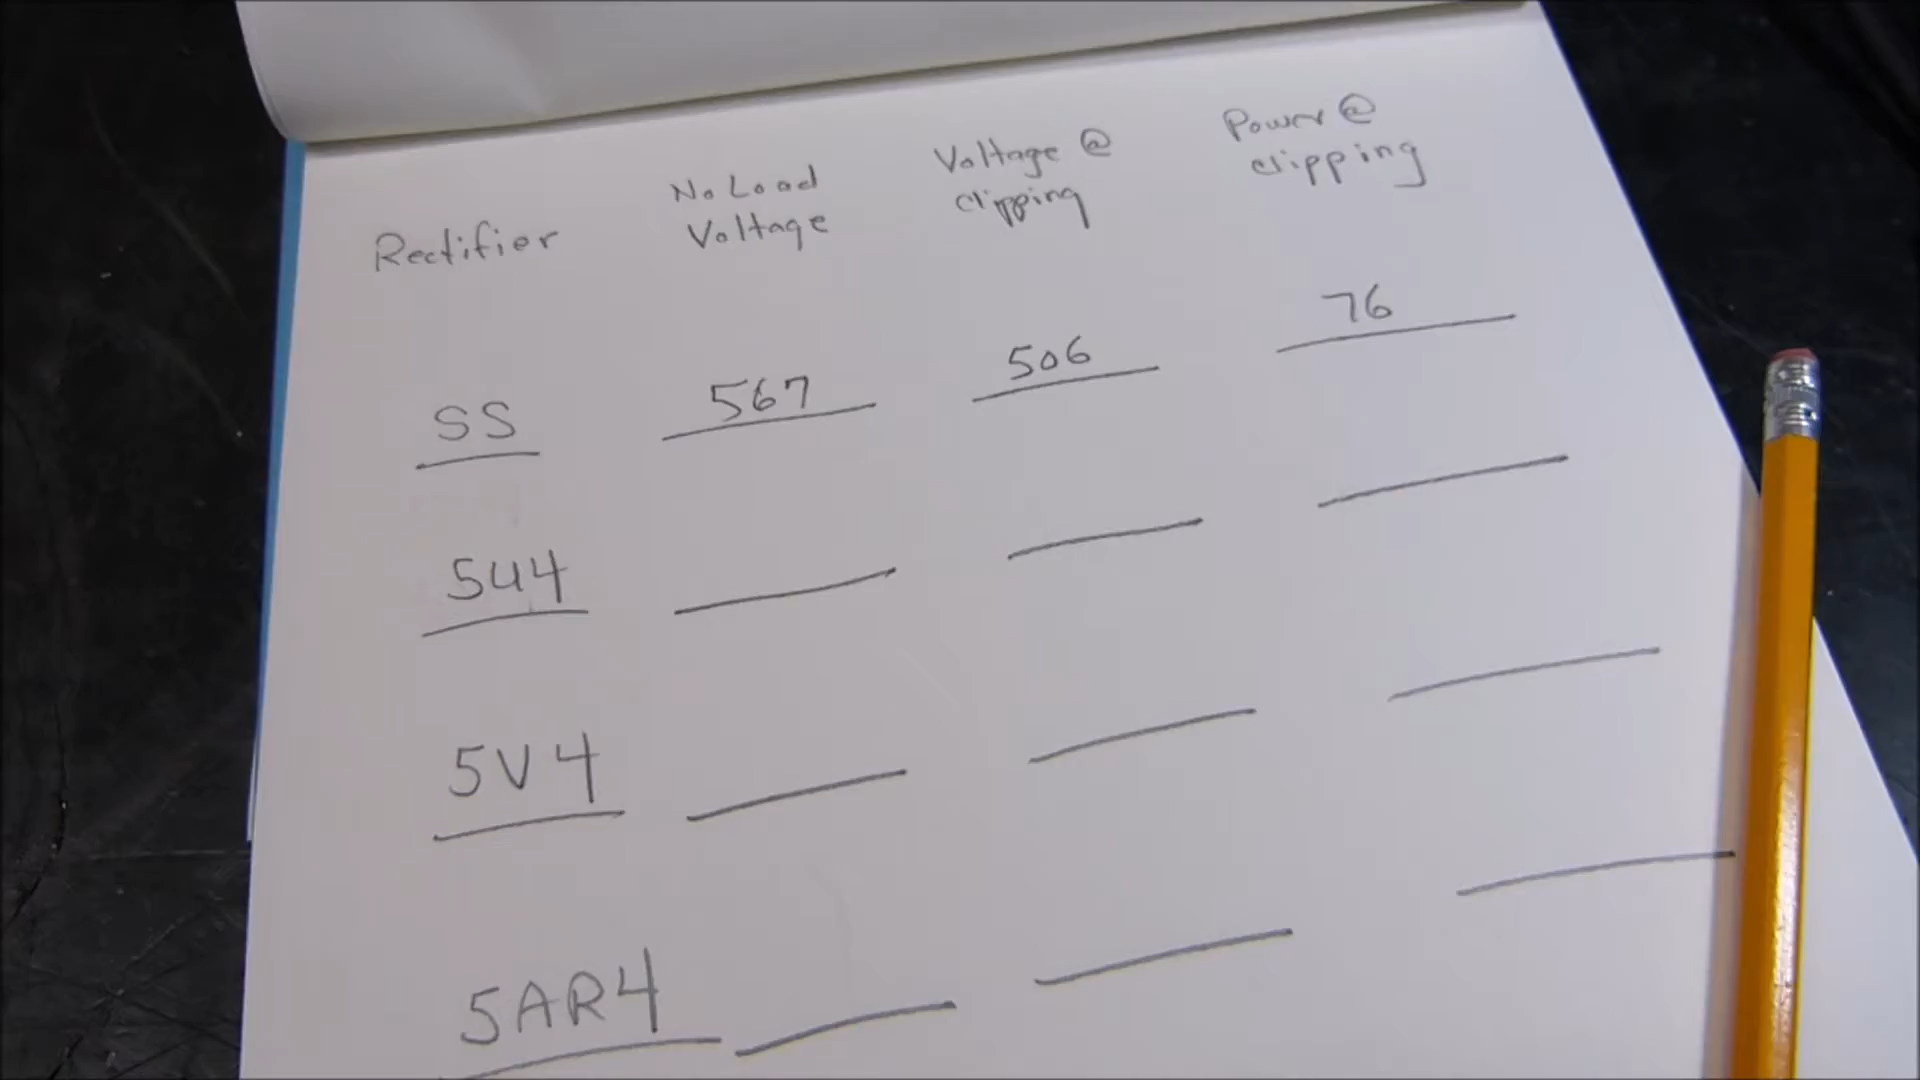 Rectifier
No Load
Voltage
Voltage @
clipping
Power @
clipping
SS 567 506 76
5U4
5V4
5AR4